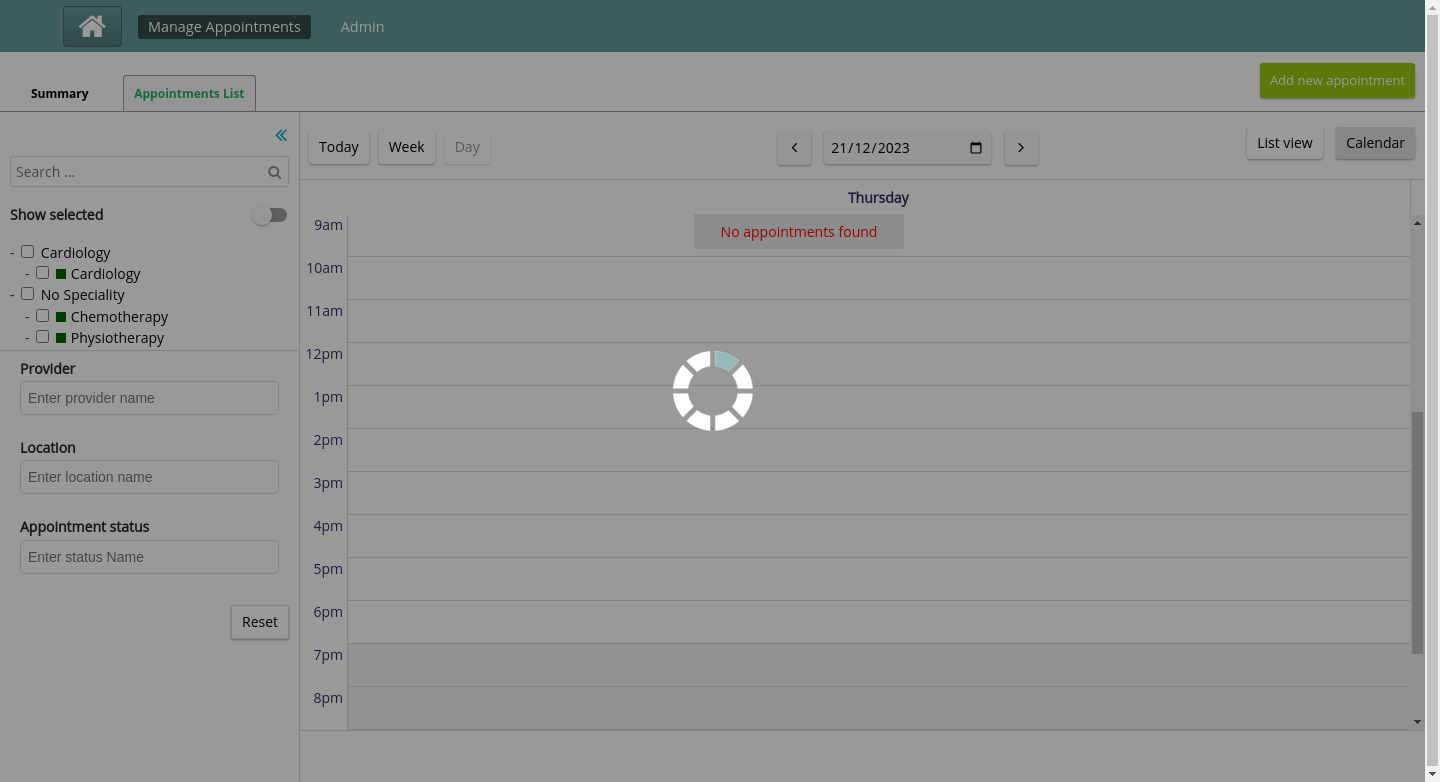 Manage Appointments Admin
Summary Appointments List Add new appointment
Today Week Day 21/12/2023 List view Calendar
Search ...
Show selected
- Cardiology
- Cardiology
- No Speciality
- Chemotherapy
- Physiotherapy
Provider
Enter provider name
Location
Enter location name
Appointment status
Enter status Name
Reset
Thursday
9am No appointments found
10am
11am
12pm
1pm
2pm
3pm
4pm
5pm
6pm
7pm
8pm